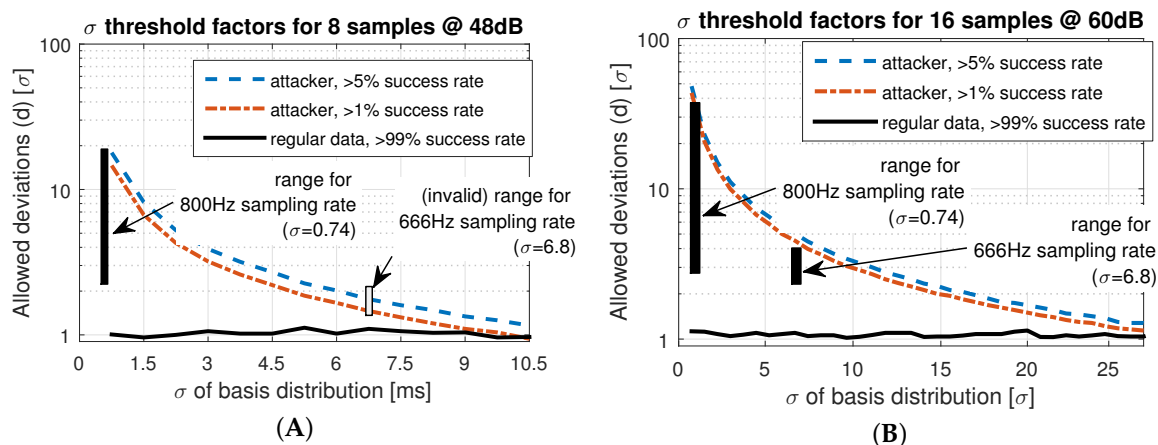 σ threshold factors for 8 samples @ 48dB
100
10
1
Allowed deviations (d) [σ]
attacker, >5% success rate
attacker, >1% success rate
regular data, >99% success rate
range for
800Hz sampling rate
(σ=0.74)
(invalid) range for
666Hz sampling rate
(σ=6.8)
0 1.5 3.0 4.5 6 7.5 9 10.5
σ of basis distribution [ms]
(A)
σ threshold factors for 16 samples @ 60dB
100
10
1
Allowed deviations (d) [σ]
attacker, >5% success rate
attacker, >1% success rate
regular data, >99% success rate
range for
800Hz sampling rate
(σ=0.74)
range for
666Hz sampling rate
(σ=6.8)
0 5 10 15 20 25
σ of basis distribution [σ]
(B)